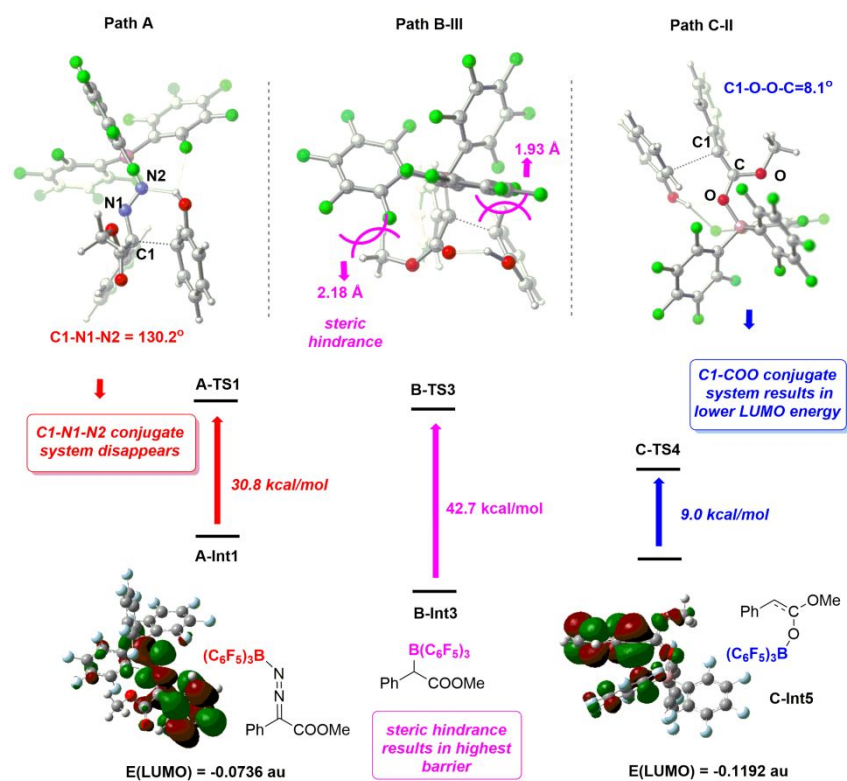 Path A
Path B-III
Path C-II
N2
N1
C1
C1-N1-N2 = 130.2°
1.93 Å
2.18 Å
steric
hindrance
C1-O-O-C=8.1°
C1
C
O
O
C1-N1-N2 conjugate
system disappears
C1-COO conjugate
system results in
lower LUMO energy
A-TS1
30.8 kcal/mol
A-Int1
B-TS3
42.7 kcal/mol
B-Int3
C-TS4
9.0 kcal/mol
(C6F5)3B
N
N
Ph
COOMe
E(LUMO) = -0.0736 au
B(C6F5)3
Ph
COOMe
steric hindrance
results in highest
barrier
Ph
OMe
O
(C6F5)3B
C-Int5
E(LUMO) = -0.1192 au